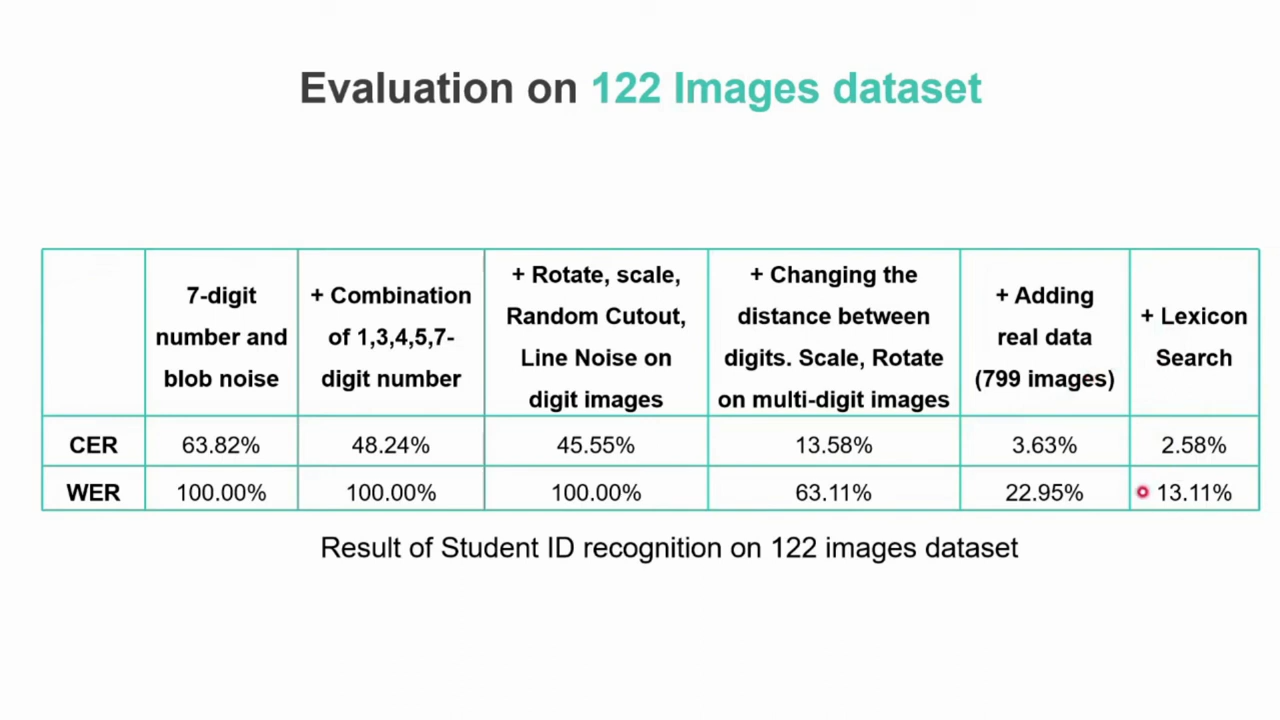 Evaluation on 122 Images dataset
7-digit
number and
blob noise
+ Combination
of 1,3,4,5,7-
digit number
+ Rotate, scale,
Random Cutout,
Line Noise on
digit images
+ Changing the
distance between
digits. Scale, Rotate
on multi-digit images
+ Adding
real data
(799 images)
+ Lexicon
Search
CER 63.82% 48.24% 45.55% 13.58% 3.63% 2.58%
WER 100.00% 100.00% 100.00% 63.11% 22.95% 13.11%
Result of Student ID recognition on 122 images dataset